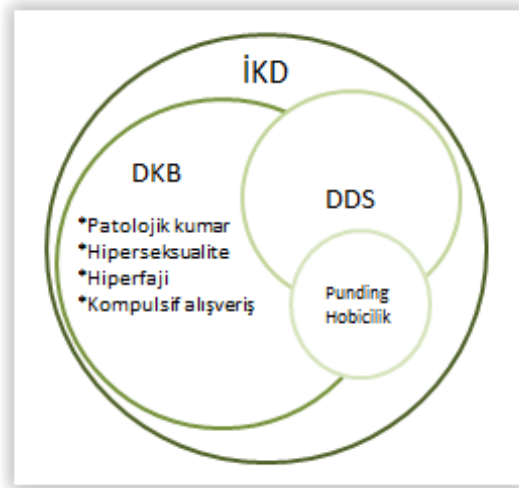 İKD
DKB
*Patolojik kumar
*Hiperseksualite
*Hiperfaji
*Kompulsif alışveriş
DDS
Punding
Hobicilik